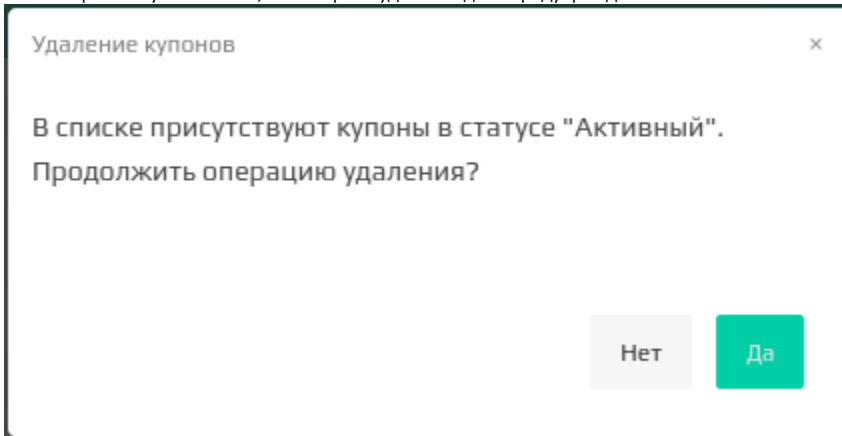 Удаление купонов ×
В списке присутствуют купоны в статусе "Активный".
Продолжить операцию удаления?
Нет Да